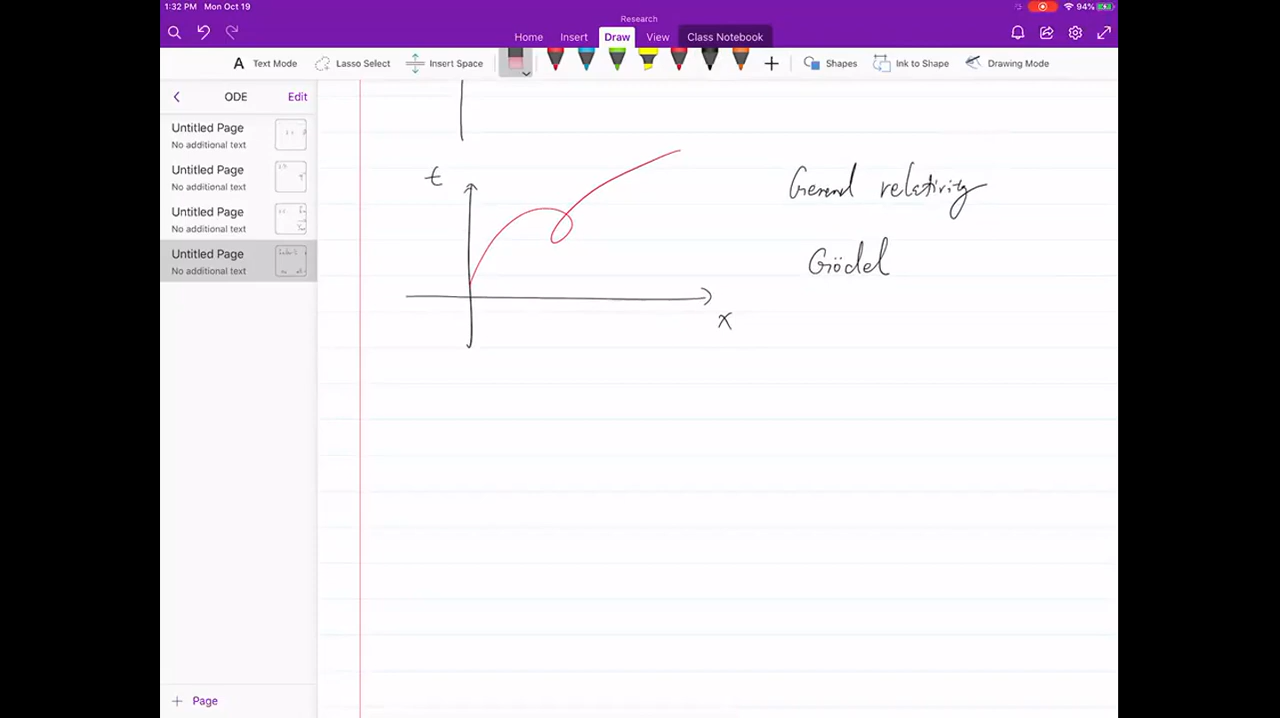 1:32 PM Mon Oct 19
94%
Research
Home Insert Draw View Class Notebook
Text Mode Lasso Select Insert Space Shapes Ink to Shape Drawing Mode
ODE Edit
Untitled Page
No additional text
Untitled Page
No additional text
Untitled Page
No additional text
Untitled Page
No additional text
t
General relativity
Gödel
x
+ Page